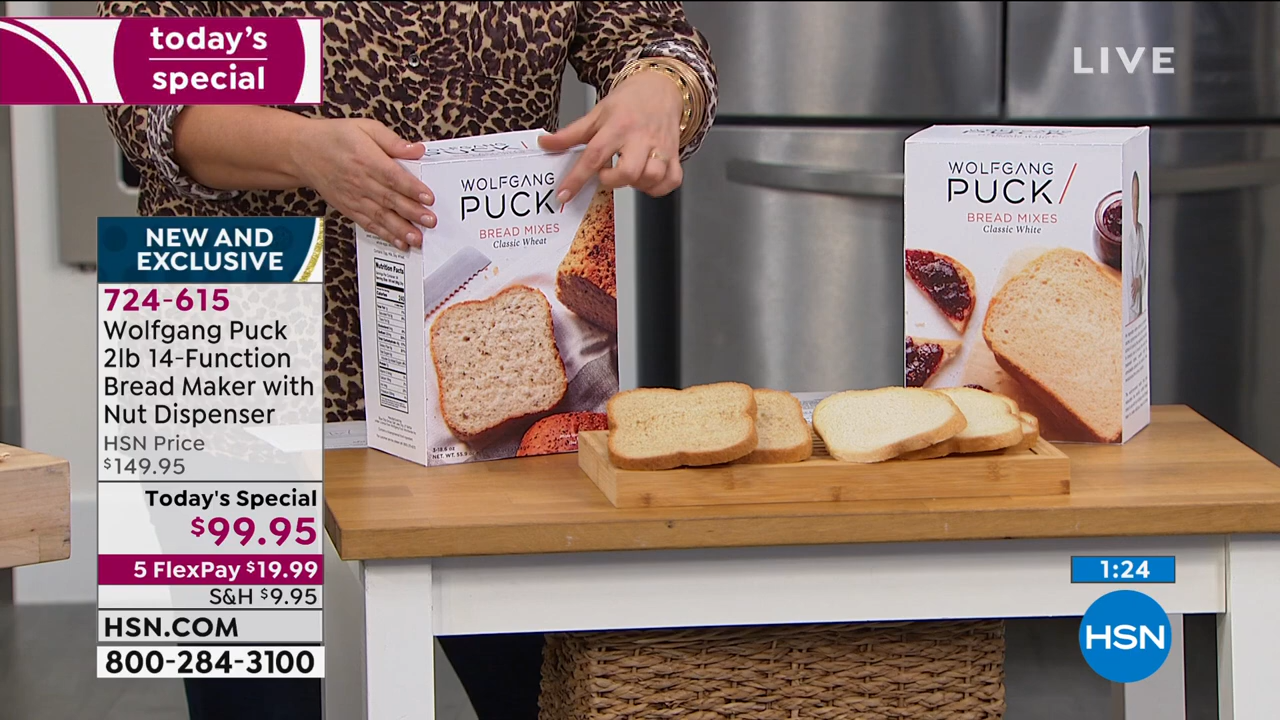 today's
special
LIVE
NEW AND
EXCLUSIVE
724-615
Wolfgang Puck
2lb 14-Function
Bread Maker with
Nut Dispenser
HSN Price
$149.95
Today's Special
$99.95
5 FlexPay $19.99
S&H $9.95
HSN.COM
800-284-3100
PUCK
WOLFGANG
PUCK/
BREAD MIXES
Classic Wheat
Nutrition Facts
WOLFGANG
PUCK/
BREAD MIXES
Classic White
1:24
HSN